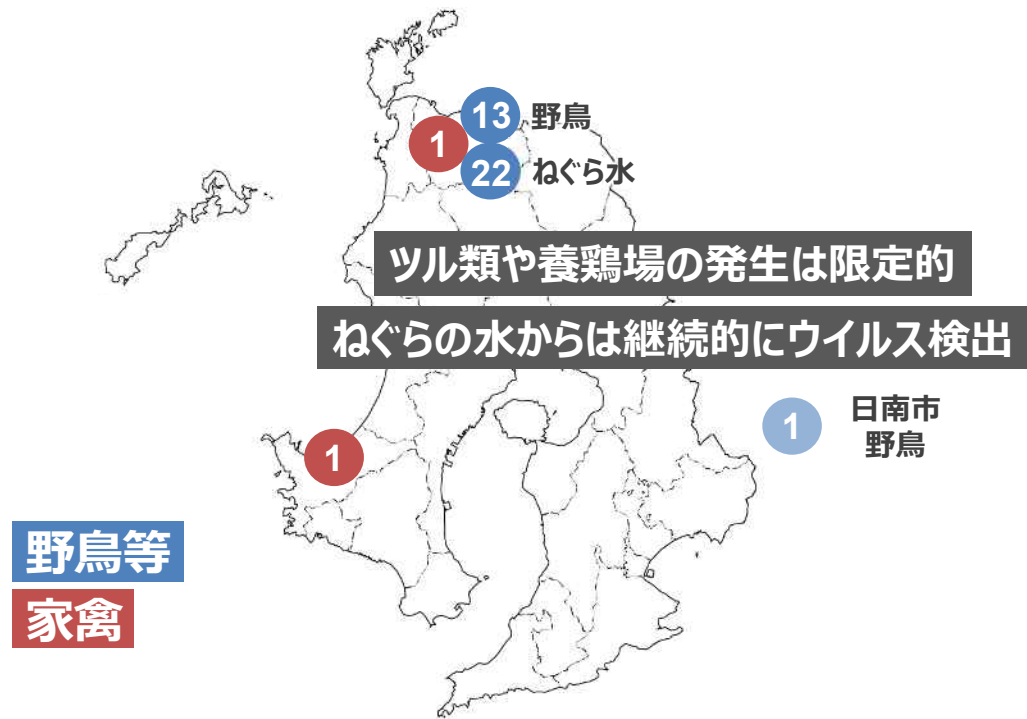 13 野鳥
1
22 ねぐら水
ツル類や養鶏場の発生は限定的
ねぐらの水からは継続的にウイルス検出
1 日南市
野鳥
1
野鳥等
家禽